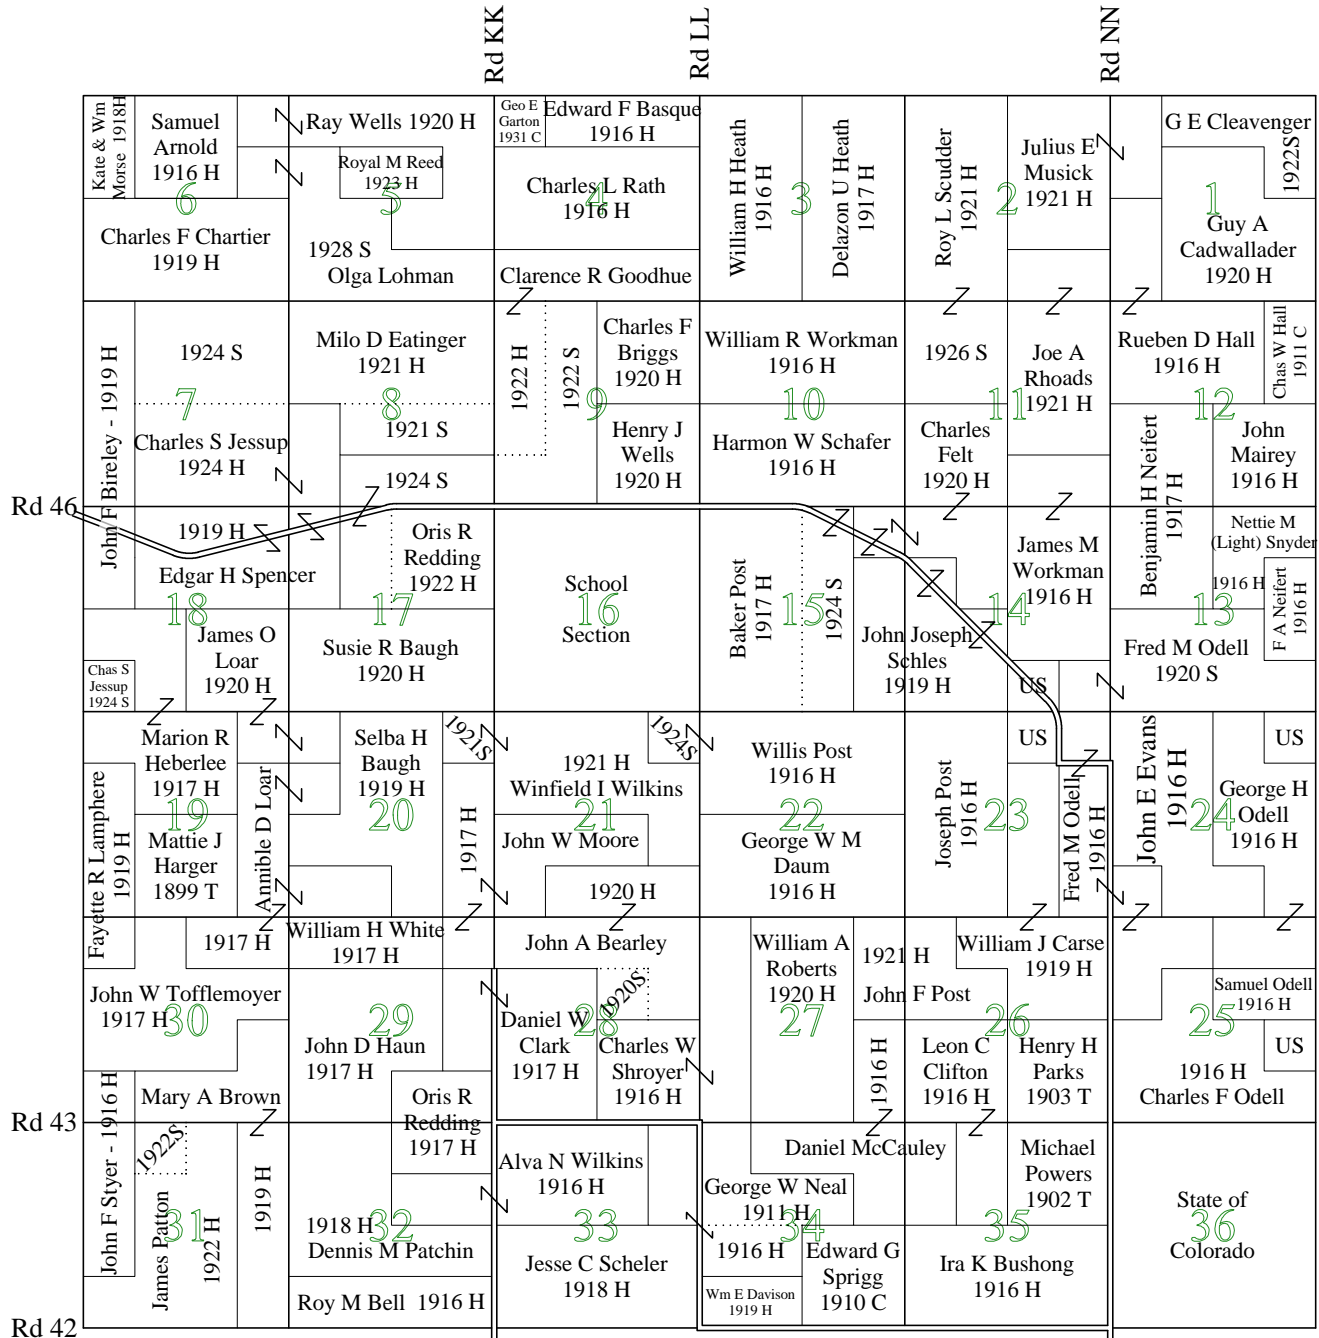 Rd KK
Rd LL
Rd NN
Kate & Wm
Morse 1918H
Samuel
Arnold
1916 H
6
Charles F Chartier
1919 H
Ray Wells 1920 H
Royal M Reed
1923 H
5
1928 S
Olga Lohman
Geo E
Garton
1931 C
Edward F Basque
1916 H
Charles L Rath
4
1916 H
Clarence R Goodhue
William H Heath
1916 H
3
Delazon U Heath
1917 H
Roy L Scudder
1921 H
2
Julius E
Musick
1921 H
G E Cleavenger
1922S
1
Guy A
Cadwallader
1920 H
John F Bireley - 1919 H
1924 S
7
Charles S Jessup
1924 H
Milo D Eatinger
1921 H
8
1921 S
1924 S
1922 H
1922 S
9
Charles F
Briggs
1920 H
Henry J
Wells
1920 H
William R Workman
1916 H
10
Harmon W Schafer
1916 H
1926 S
11
Charles
Felt
1920 H
Joe A
Rhoads
1921 H
Rueben D Hall
1916 H
Chas W Hall
1911 C
12
Benjamin H Neifert
1917 H
John
Mairey
1916 H
Rd 46
1919 H
Edgar H Spencer
18
James O
Loar
1920 H
Chas S
Jessup
1924 S
Oris R
Redding
1922 H
17
Susie R Baugh
1920 H
School
16
Section
Baker Post
1917 H
15
1924 S
John Joseph
Schles
1919 H
James M
Workman
1916 H
14
US
Nettie M
(Light) Snyder
1916 H
13
F A Neifert
1916 H
Fred M Odell
1920 S
Fayette R Lamphere
1919 H
Marion R
Heberlee
1917 H
19
Mattie J
Harger
1899 T
Annible D Loar
Selba H
Baugh
1919 H
20
1921S
1917 H
1921 H
Winfield I Wilkins
21
John W Moore
1920 H
1924S
Willis Post
1916 H
22
George W M
Daum
1916 H
Joseph Post
1916 H
23
US
Fred M Odell
1916 H
John E Evans
1916 H
24
US
George H
Odell
1916 H
1917 H
John W Tofflemoyer
1917 H
30
Mary A Brown
William H White
1917 H
29
John D Haun
1917 H
Oris R
Redding
1917 H
John A Bearley
1920S
28
Daniel W
Clark
1917 H
Charles W
Shroyer
1916 H
William A
Roberts
1920 H
27
1921 H
John F Post
1916 H
William J Carse
1919 H
26
Leon C
Clifton
1916 H
Henry H
Parks
1903 T
Samuel Odell
1916 H
25
US
1916 H
Charles F Odell
Rd 43
John F Styer - 1916 H
1922S
31
James Patton
1922 H
1919 H
1918 H
32
Dennis M Patchin
Roy M Bell 1916 H
Alva N Wilkins
1916 H
33
Jesse C Scheler
1918 H
Daniel McCauley
George W Neal
1911 H
34
1916 H
Wm E Davison
1919 H
Edward G
Sprigg
1910 C
Michael
Powers
1902 T
35
Ira K Bushong
1916 H
State of
36
Colorado
Rd 42